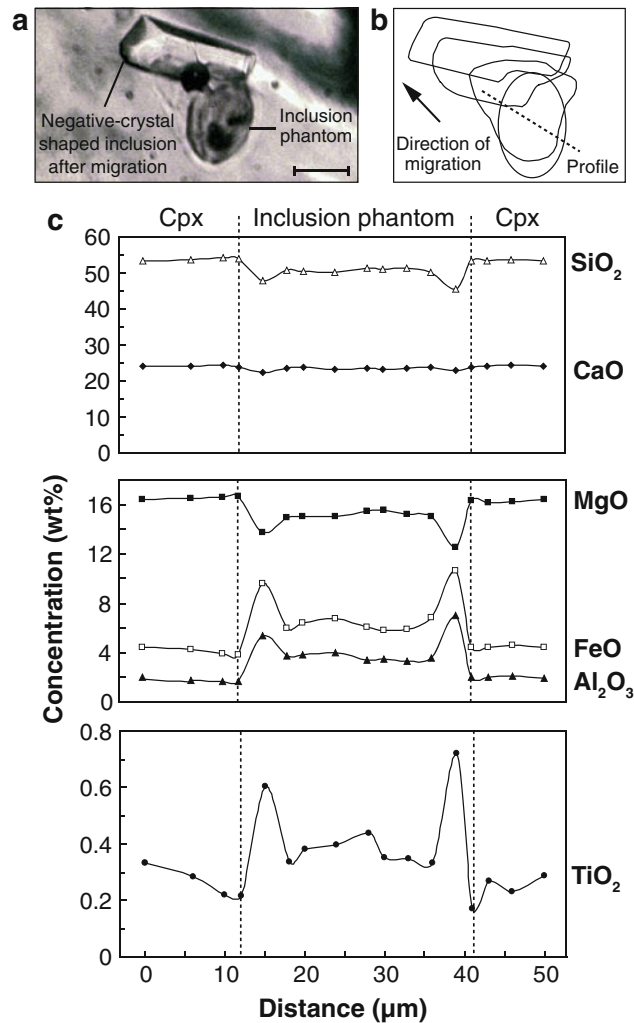 a
Negative-crystal
shaped inclusion
after migration
Inclusion
phantom
b
Direction of
migration
Profile
c
Cpx Inclusion phantom Cpx
60
50
40
30
20
10
0
SiO₂
CaO
Concentration (wt%)
16
12
8
4
0
MgO
FeO
Al₂O₃
0.8
0.6
0.4
0.2
0
TiO₂
0 10 20 30 40 50
Distance (µm)